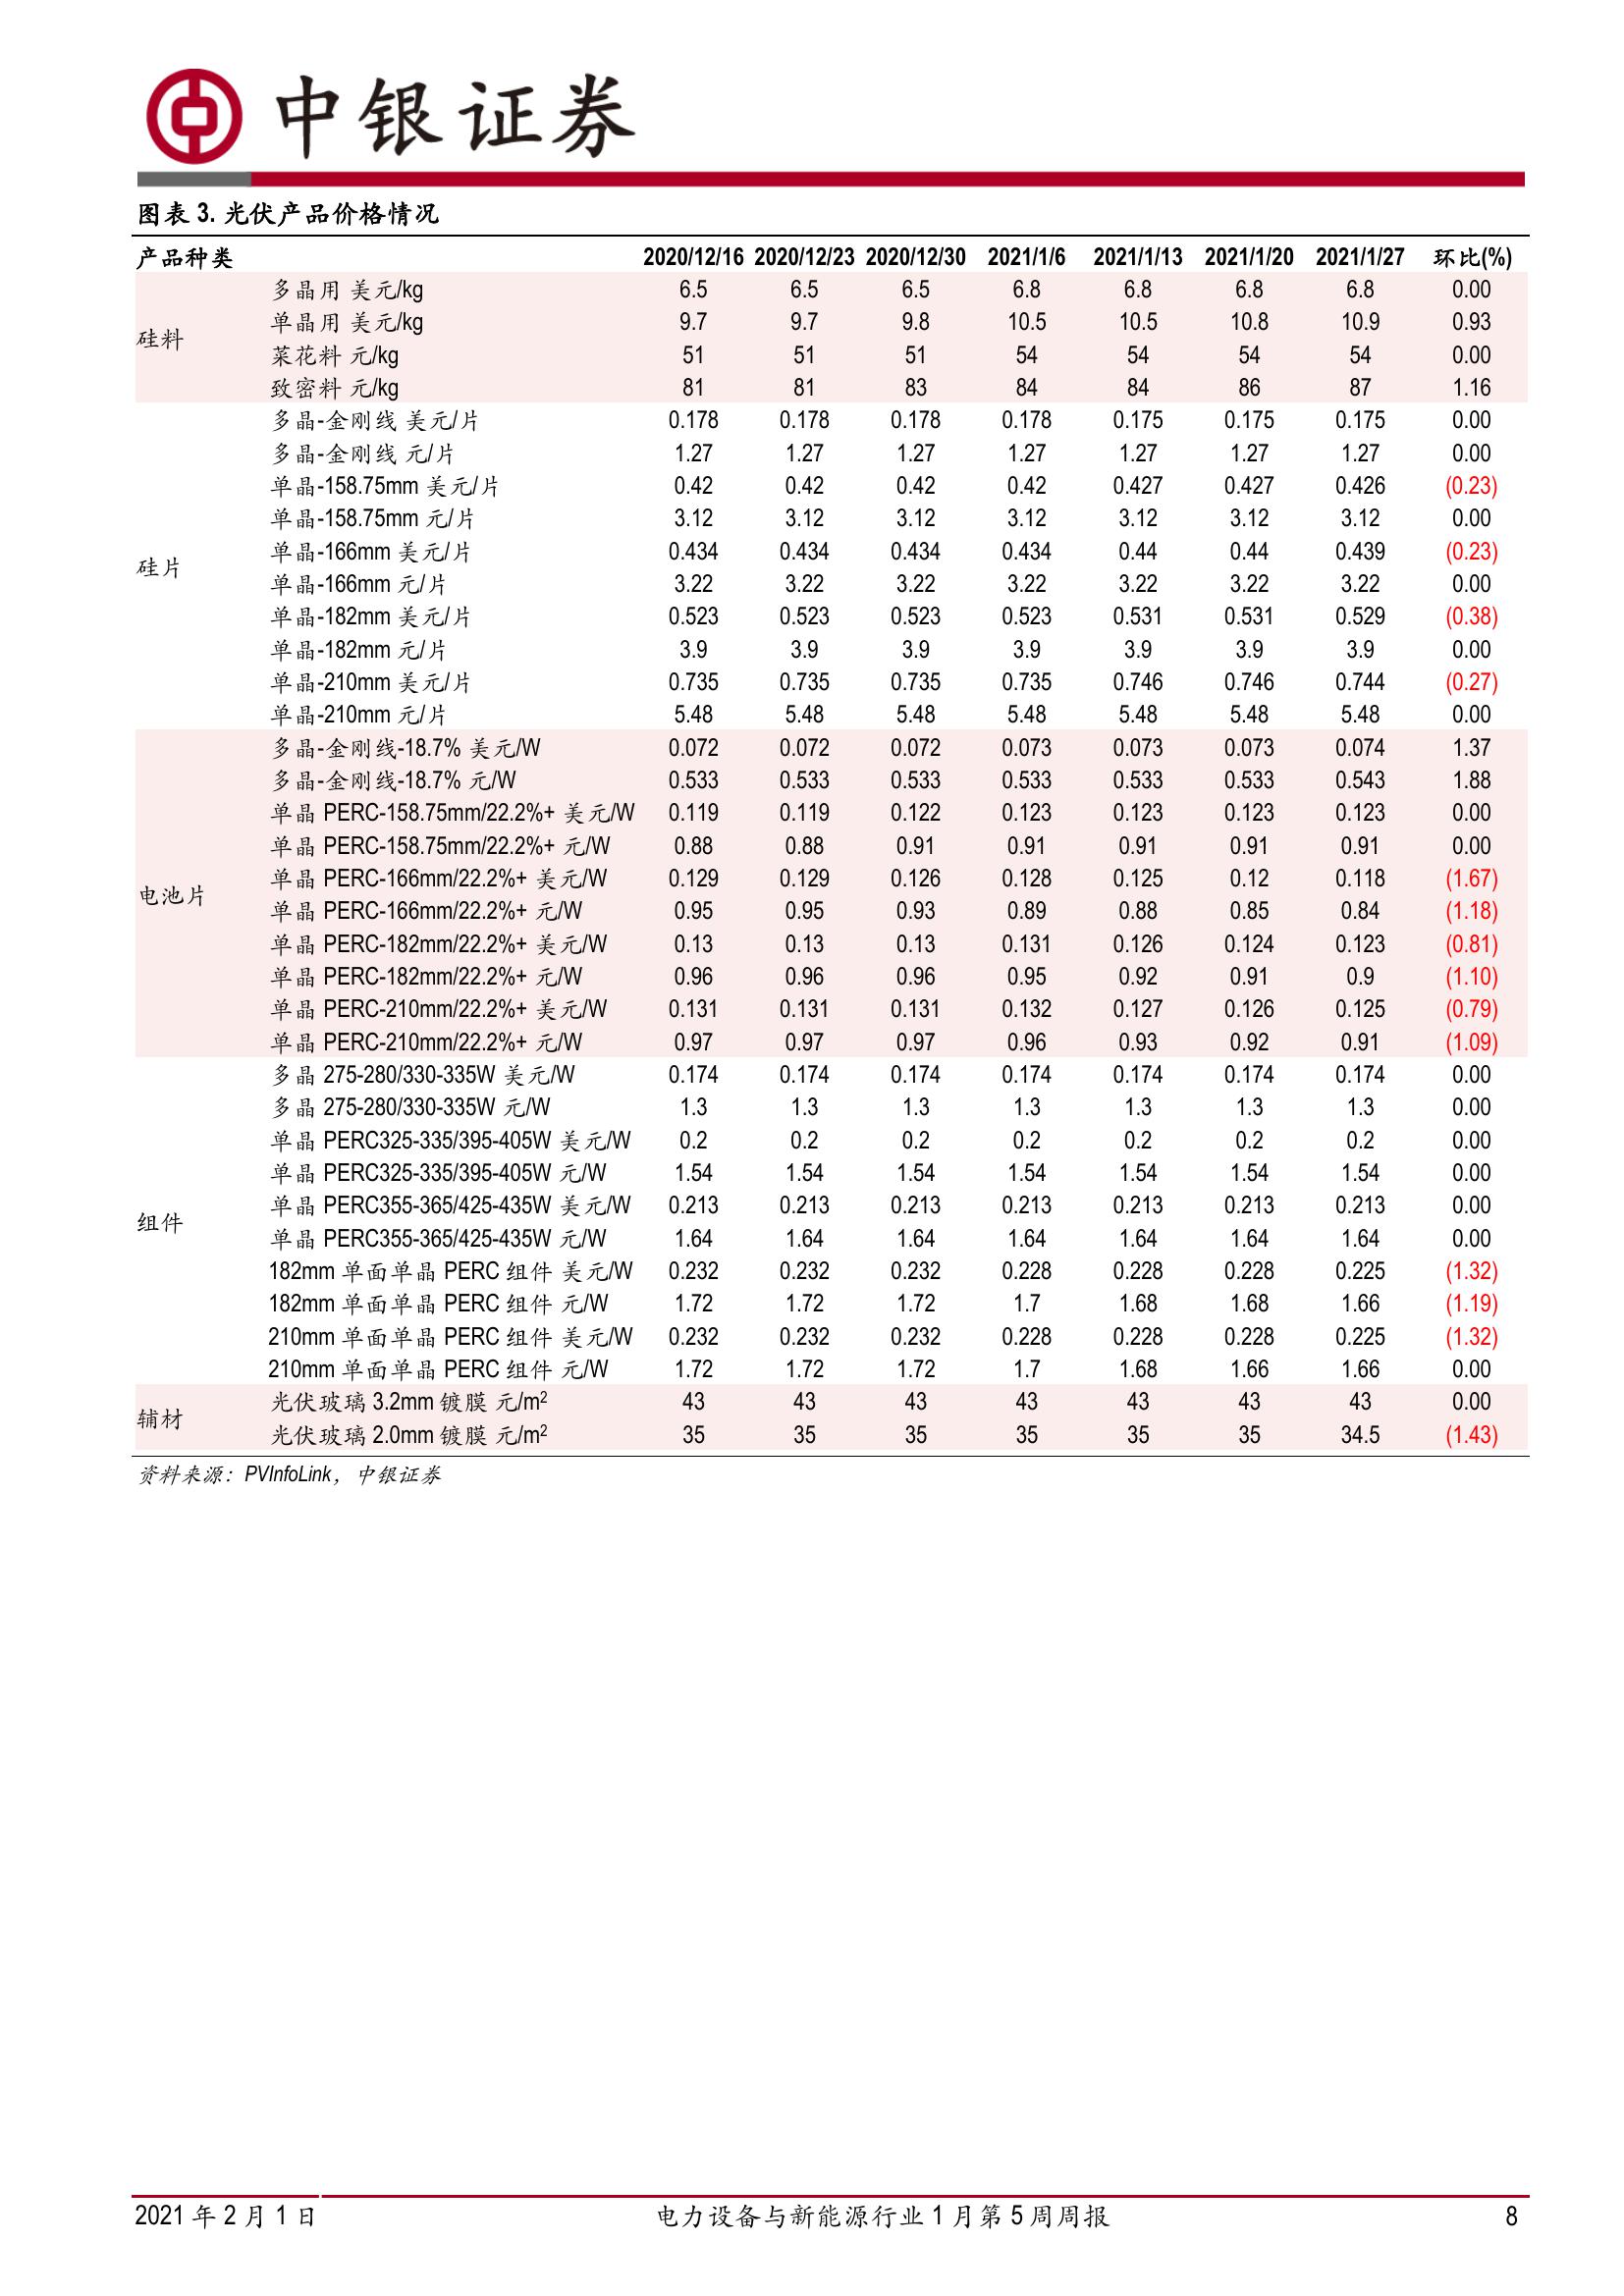 中银证券
图表 3. 光伏产品价格情况
产品种类 2020/12/16 2020/12/23 2020/12/30 2021/1/6 2021/1/13 2021/1/20 2021/1/27 环比(%)
硅料
多晶用 美元/kg 6.5 6.5 6.5 6.8 6.8 6.8 6.8 0.00
单晶用 美元/kg 9.7 9.7 9.8 10.5 10.5 10.8 10.9 0.93
菜花料 元/kg 51 51 51 54 54 54 54 0.00
致密料 元/kg 81 81 83 84 84 86 87 1.16
硅片
多晶-金刚线 美元/片 0.178 0.178 0.178 0.178 0.175 0.175 0.175 0.00
多晶-金刚线 元/片 1.27 1.27 1.27 1.27 1.27 1.27 1.27 0.00
单晶-158.75mm 美元/片 0.42 0.42 0.42 0.42 0.427 0.427 0.426 (0.23)
单晶-158.75mm 元/片 3.12 3.12 3.12 3.12 3.12 3.12 3.12 0.00
单晶-166mm 美元/片 0.434 0.434 0.434 0.434 0.44 0.44 0.439 (0.23)
单晶-166mm 元/片 3.22 3.22 3.22 3.22 3.22 3.22 3.22 0.00
单晶-182mm 美元/片 0.523 0.523 0.523 0.523 0.531 0.531 0.529 (0.38)
单晶-182mm 元/片 3.9 3.9 3.9 3.9 3.9 3.9 3.9 0.00
单晶-210mm 美元/片 0.735 0.735 0.735 0.735 0.746 0.746 0.744 (0.27)
单晶-210mm 元/片 5.48 5.48 5.48 5.48 5.48 5.48 5.48 0.00
电池片
多晶-金刚线-18.7% 美元/W 0.072 0.072 0.072 0.073 0.073 0.073 0.074 1.37
多晶-金刚线-18.7% 元/W 0.533 0.533 0.533 0.533 0.533 0.533 0.543 1.88
单晶 PERC-158.75mm/22.2%+ 美元/W 0.119 0.119 0.122 0.123 0.123 0.123 0.123 0.00
单晶 PERC-158.75mm/22.2%+ 元/W 0.88 0.88 0.91 0.91 0.91 0.91 0.91 0.00
单晶 PERC-166mm/22.2%+ 美元/W 0.129 0.129 0.126 0.128 0.125 0.12 0.118 (1.67)
单晶 PERC-166mm/22.2%+ 元/W 0.95 0.95 0.93 0.89 0.88 0.85 0.84 (1.18)
单晶 PERC-182mm/22.2%+ 美元/W 0.13 0.13 0.13 0.131 0.126 0.124 0.123 (0.81)
单晶 PERC-182mm/22.2%+ 元/W 0.96 0.96 0.96 0.95 0.92 0.91 0.9 (1.10)
单晶 PERC-210mm/22.2%+ 美元/W 0.131 0.131 0.131 0.132 0.127 0.126 0.125 (0.79)
单晶 PERC-210mm/22.2%+ 元/W 0.97 0.97 0.97 0.96 0.93 0.92 0.91 (1.09)
组件
多晶 275-280/330-335W 美元/W 0.174 0.174 0.174 0.174 0.174 0.174 0.174 0.00
多晶 275-280/330-335W 元/W 1.3 1.3 1.3 1.3 1.3 1.3 1.3 0.00
单晶 PERC325-335/395-405W 美元/W 0.2 0.2 0.2 0.2 0.2 0.2 0.2 0.00
单晶 PERC325-335/395-405W 元/W 1.54 1.54 1.54 1.54 1.54 1.54 1.54 0.00
单晶 PERC355-365/425-435W 美元/W 0.213 0.213 0.213 0.213 0.213 0.213 0.213 0.00
单晶 PERC355-365/425-435W 元/W 1.64 1.64 1.64 1.64 1.64 1.64 1.64 0.00
182mm 单面单晶 PERC 组件 美元/W 0.232 0.232 0.232 0.228 0.228 0.228 0.225 (1.32)
182mm 单面单晶 PERC 组件 元/W 1.72 1.72 1.72 1.7 1.68 1.68 1.66 (1.19)
210mm 单面单晶 PERC 组件 美元/W 0.232 0.232 0.232 0.228 0.228 0.228 0.225 (1.32)
210mm 单面单晶 PERC 组件 元/W 1.72 1.72 1.72 1.7 1.68 1.66 1.66 0.00
辅材
光伏玻璃 3.2mm 镀膜 元/m² 43 43 43 43 43 43 43 0.00
光伏玻璃 2.0mm 镀膜 元/m² 35 35 35 35 35 35 34.5 (1.43)
资料来源：PVInfoLink，中银证券
2021 年 2 月 1 日 电力设备与新能源行业 1 月第 5 周周报 8